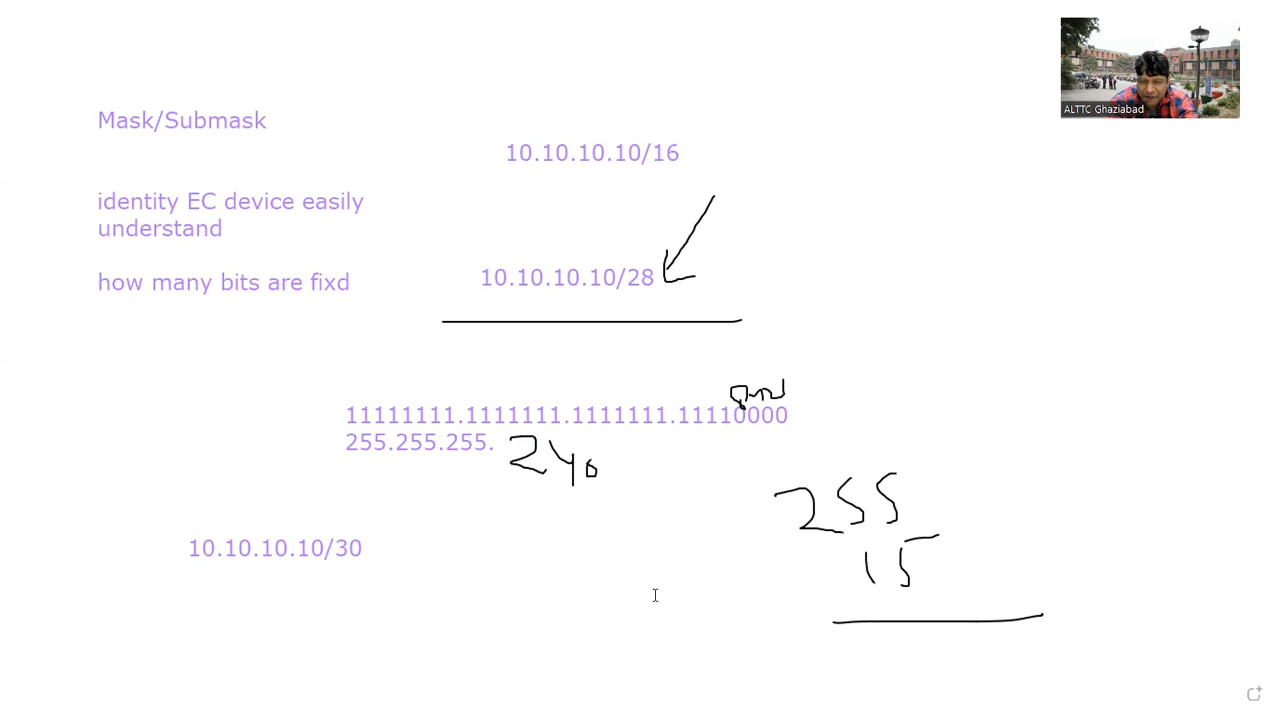 ALTTC Ghaziabad
Mask/Submask
10.10.10.10/16
identity EC device easily
understand
10.10.10.10/28
how many bits are fixd
11111111.1111111.1111111.11110000
255.255.255. 240
255
15
10.10.10.10/30